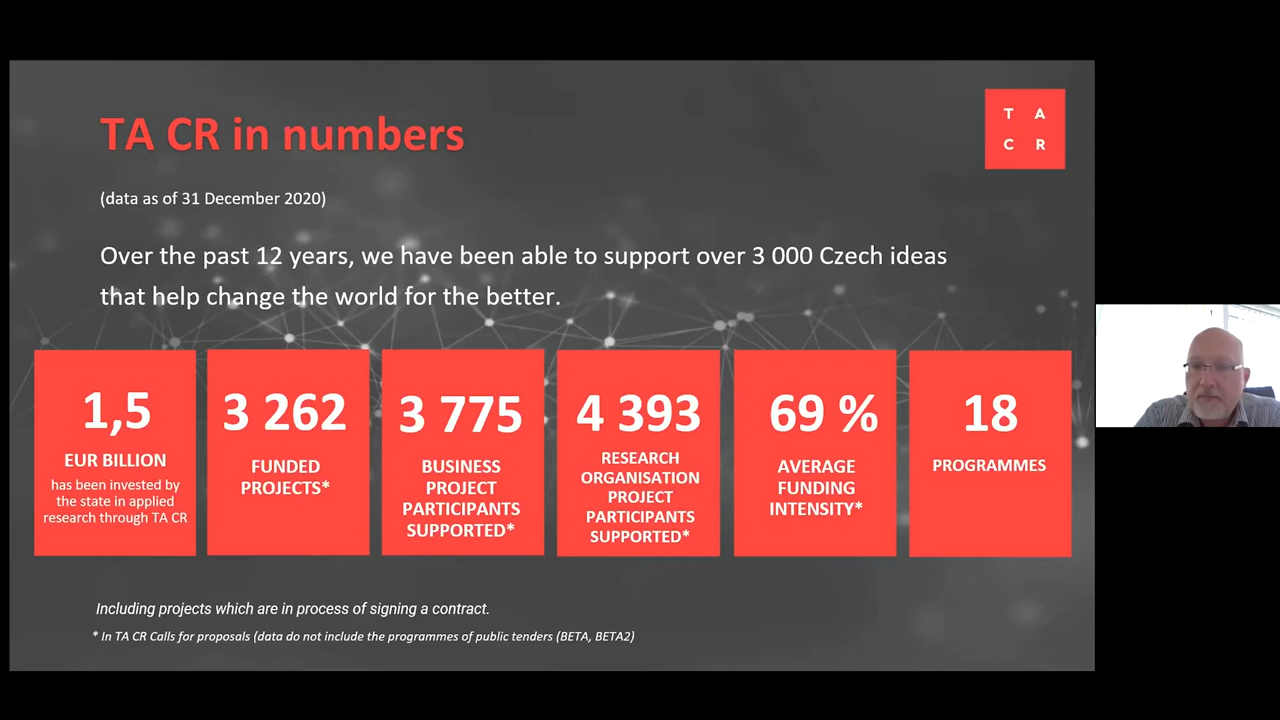 TA CR in numbers
T A
C R
(data as of 31 December 2020)
Over the past 12 years, we have been able to support over 3 000 Czech ideas
that help change the world for the better.
1,5
EUR BILLION
has been invested by
the state in applied
research through TA CR
3 262
FUNDED
PROJECTS*
3 775
BUSINESS
PROJECT
PARTICIPANTS
SUPPORTED*
4 393
RESEARCH
ORGANISATION
PROJECT
PARTICIPANTS
SUPPORTED*
69 %
AVERAGE
FUNDING
INTENSITY*
18
PROGRAMMES
Including projects which are in process of signing a contract.
* In TA CR Calls for proposals (data do not include the programmes of public tenders (BETA, BETA2)